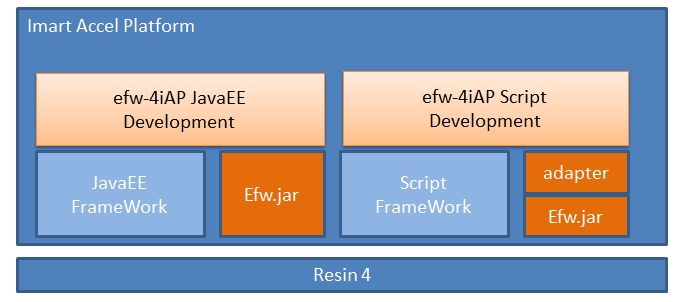 Imart Accel Platform
efw-4iAP JavaEE
Development
efw-4iAP Script
Development
JavaEE
FrameWork
Efw.jar
Script
FrameWork
adapter
Efw.jar
Resin 4